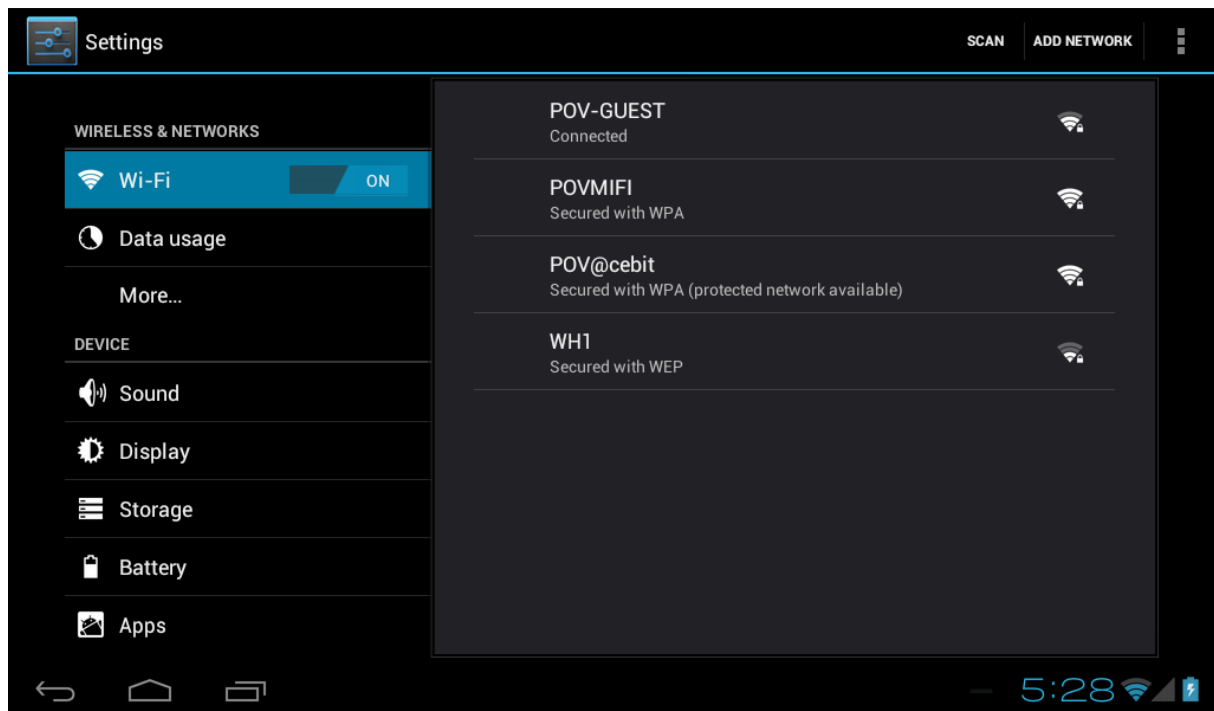 Settings
SCAN
ADD NETWORK
WIRELESS & NETWORKS
Wi-Fi
ON
Data usage
More...
DEVICE
Sound
Display
Storage
Battery
Apps
POV-GUEST
Connected
POVMIFI
Secured with WPA
POV@cebit
Secured with WPA (protected network available)
WH1
Secured with WEP
5:28